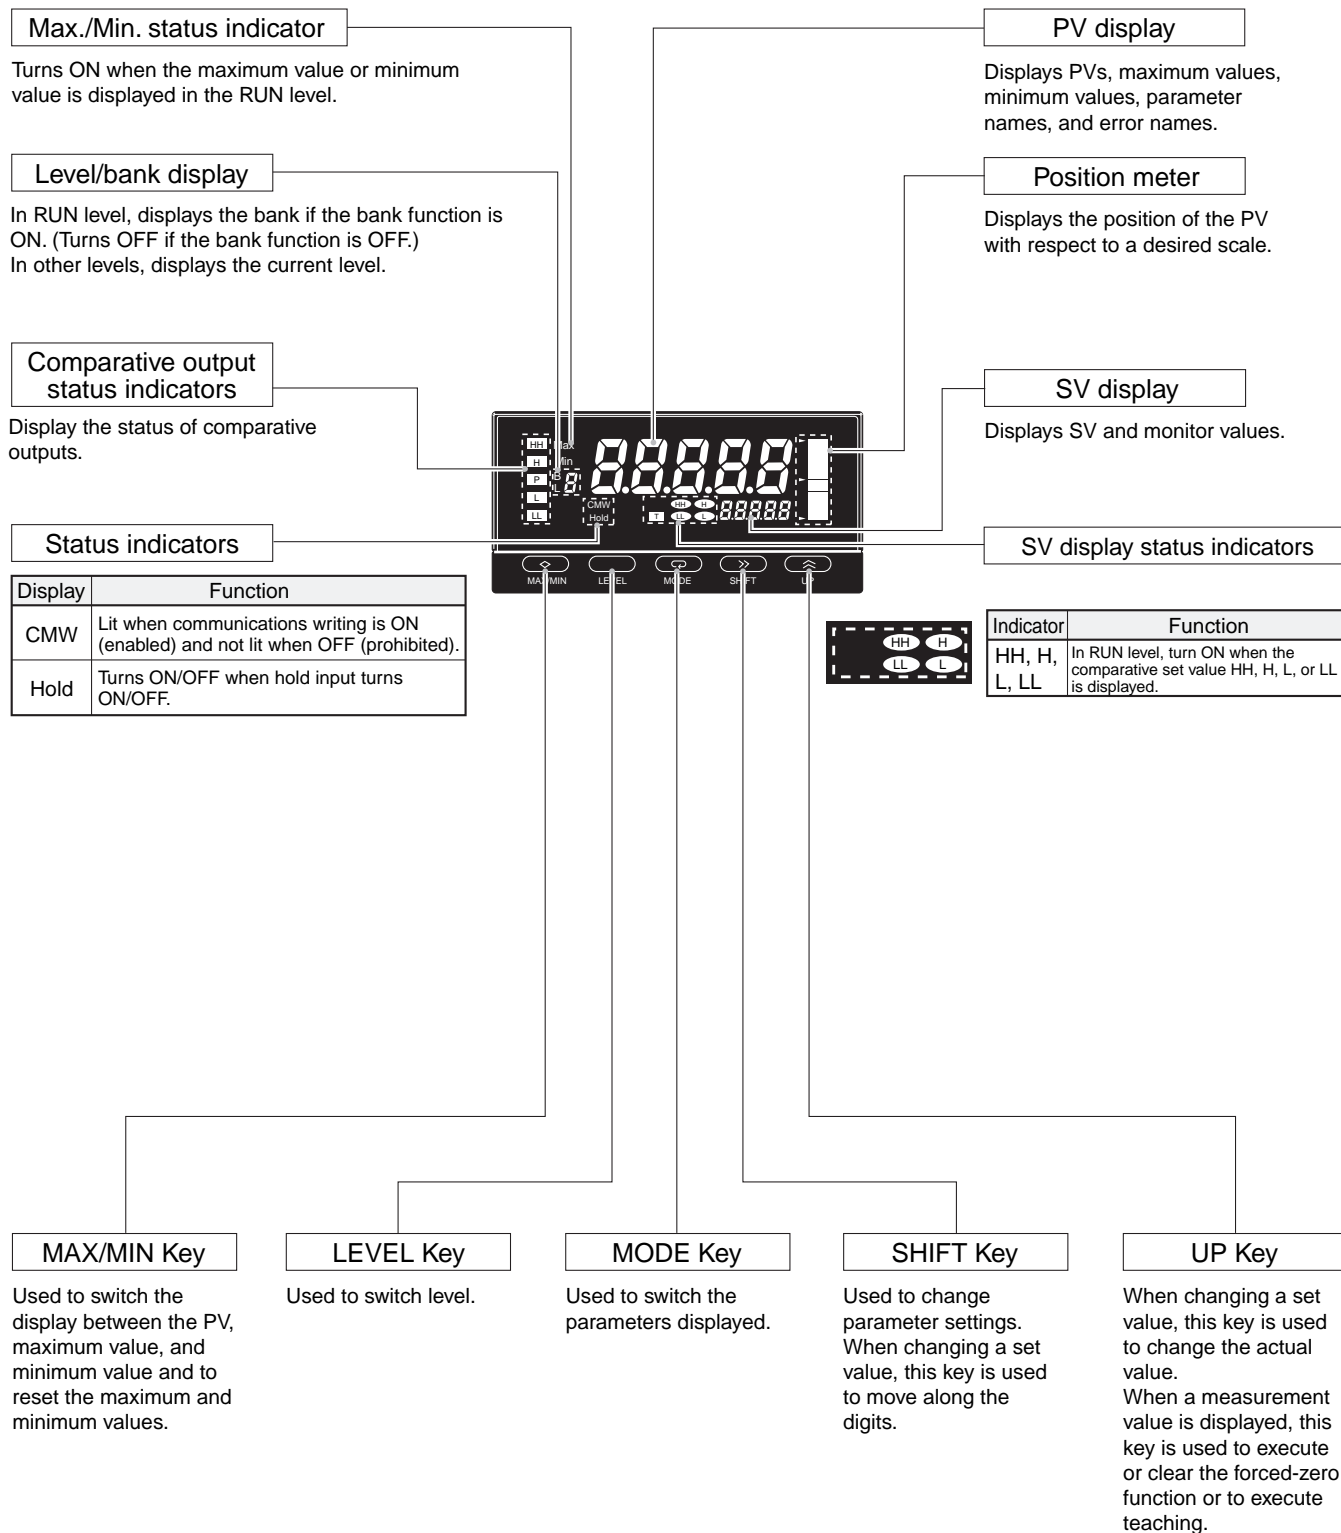 Max./Min. status indicator
Turns ON when the maximum value or minimum
value is displayed in the RUN level.
Level/bank display
In RUN level, displays the bank if the bank function is
ON. (Turns OFF if the bank function is OFF.)
In other levels, displays the current level.
Comparative output
status indicators
Display the status of comparative
outputs.
Status indicators
Display Function
CMW Lit when communications writing is ON
(enabled) and not lit when OFF (prohibited).
Hold Turns ON/OFF when hold input turns
ON/OFF.
PV display
Displays PVs, maximum values,
minimum values, parameter
names, and error names.
Position meter
Displays the position of the PV
with respect to a desired scale.
SV display
Displays SV and monitor values.
SV display status indicators
Indicator Function
HH, H, L, LL In RUN level, turn ON when the
comparative set value HH, H, L, or LL
is displayed.
HH H
LL L
HH
H
P
L
LL
Max
Min
B
L 8
CMW
Hold
8.8.8.8.8
T HH H
LL L
88888
MAX/MIN LEVEL MODE SHIFT UP
MAX/MIN Key
Used to switch the
display between the PV,
maximum value, and
minimum value and to
reset the maximum and
minimum values.
LEVEL Key
Used to switch level.
MODE Key
Used to switch the
parameters displayed.
SHIFT Key
Used to change
parameter settings.
When changing a set
value, this key is used
to move along the
digits.
UP Key
When changing a set
value, this key is used
to change the actual
value.
When a measurement
value is displayed, this
key is used to execute
or clear the forced-zero
function or to execute
teaching.